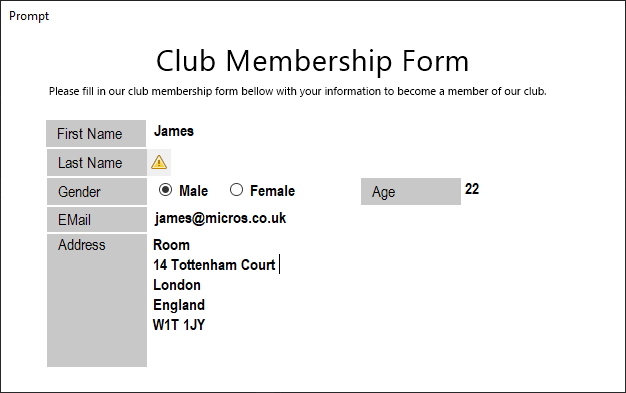 Prompt
Club Membership Form
Please fill in our club membership form bellow with your information to become a member of our club.
First Name James
Last Name
Gender Male Female Age 22
EMail james@micros.co.uk
Address Room
14 Tottenham Court
London
England
W1T 1JY